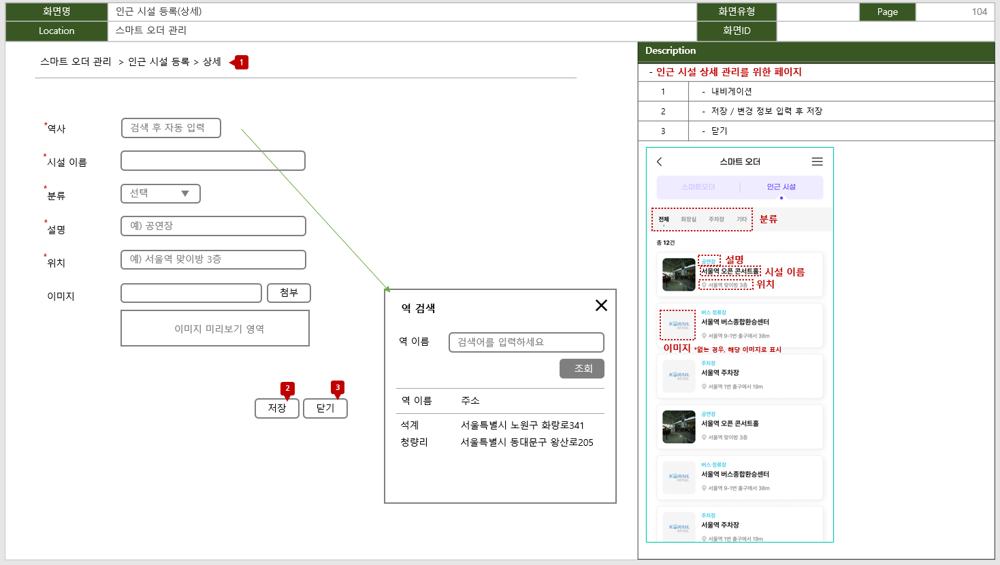 화면명
인근 시설 등록(상세)
화면유형
Page
104
Location
스마트 오더 관리
화면ID
스마트 오더 관리 > 인근 시설 등록 > 상세
1
*역사
검색 후 자동 입력
*시설 이름
*분류
선택
*설명
예) 공연장
*위치
예) 서울역 맞이방 3층
이미지
첨부
이미지 미리보기 영역
2
3
저장
닫기
역 검색
역 이름
검색어를 입력하세요
조회
역 이름
주소
석계
서울특별시 노원구 화랑로341
청량리
서울특별시 동대문구 왕산로205
Description
- 인근 시설 상세 관리를 위한 페이지
1
- 내비게이션
2
- 저장 / 변경 정보 입력 후 저장
3
- 닫기
스마트 오더
스마트오더
인근 시설
전체
화장실
주차장
기타
분류
총 12건
공연장
설명
서울역 오픈 콘서트홀
시설 이름
서울역 맞이방 3층
위치
KORAIL
RETAIL
버스 정류장
서울역 버스종합환승센터
서울역 9-1번 출구에서 38m
이미지 *없는 경우, 해당 이미지로 표시
KORAIL
RETAIL
주차장
서울역 주차장
서울역 1번 출구에서 19m
공연장
서울역 오픈 콘서트홀
서울역 맞이방 3층
KORAIL
RETAIL
버스 정류장
서울역 버스종합환승센터
서울역 9-1번 출구에서 38m
KORAIL
RETAIL
주차장
서울역 주차장
서울역 1번 출구에서 19m